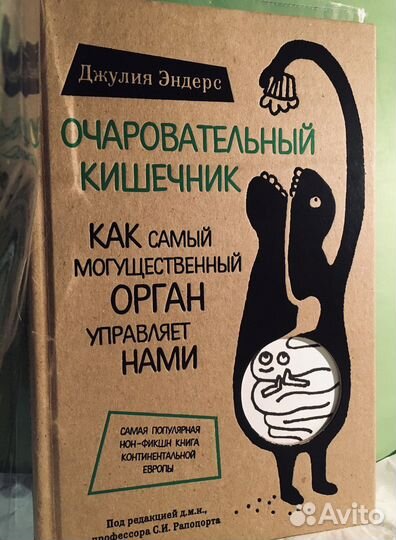 Джулия Эндерс
ОЧАРОВАТЕЛЬНЫЙ
КИШЕЧНИК
КАК САМЫЙ
МОГУЩЕСТВЕННЫЙ
ОРГАН
УПРАВЛЯЕТ
НАМИ
САМАЯ ПОПУЛЯРНАЯ
НОН-ФИКШН КНИГА
КОНТИНЕНТАЛЬНОЙ
ЕВРОПЫ
Под редакцией д.м.н.,
профессора С.И. Рапопорта
Avito